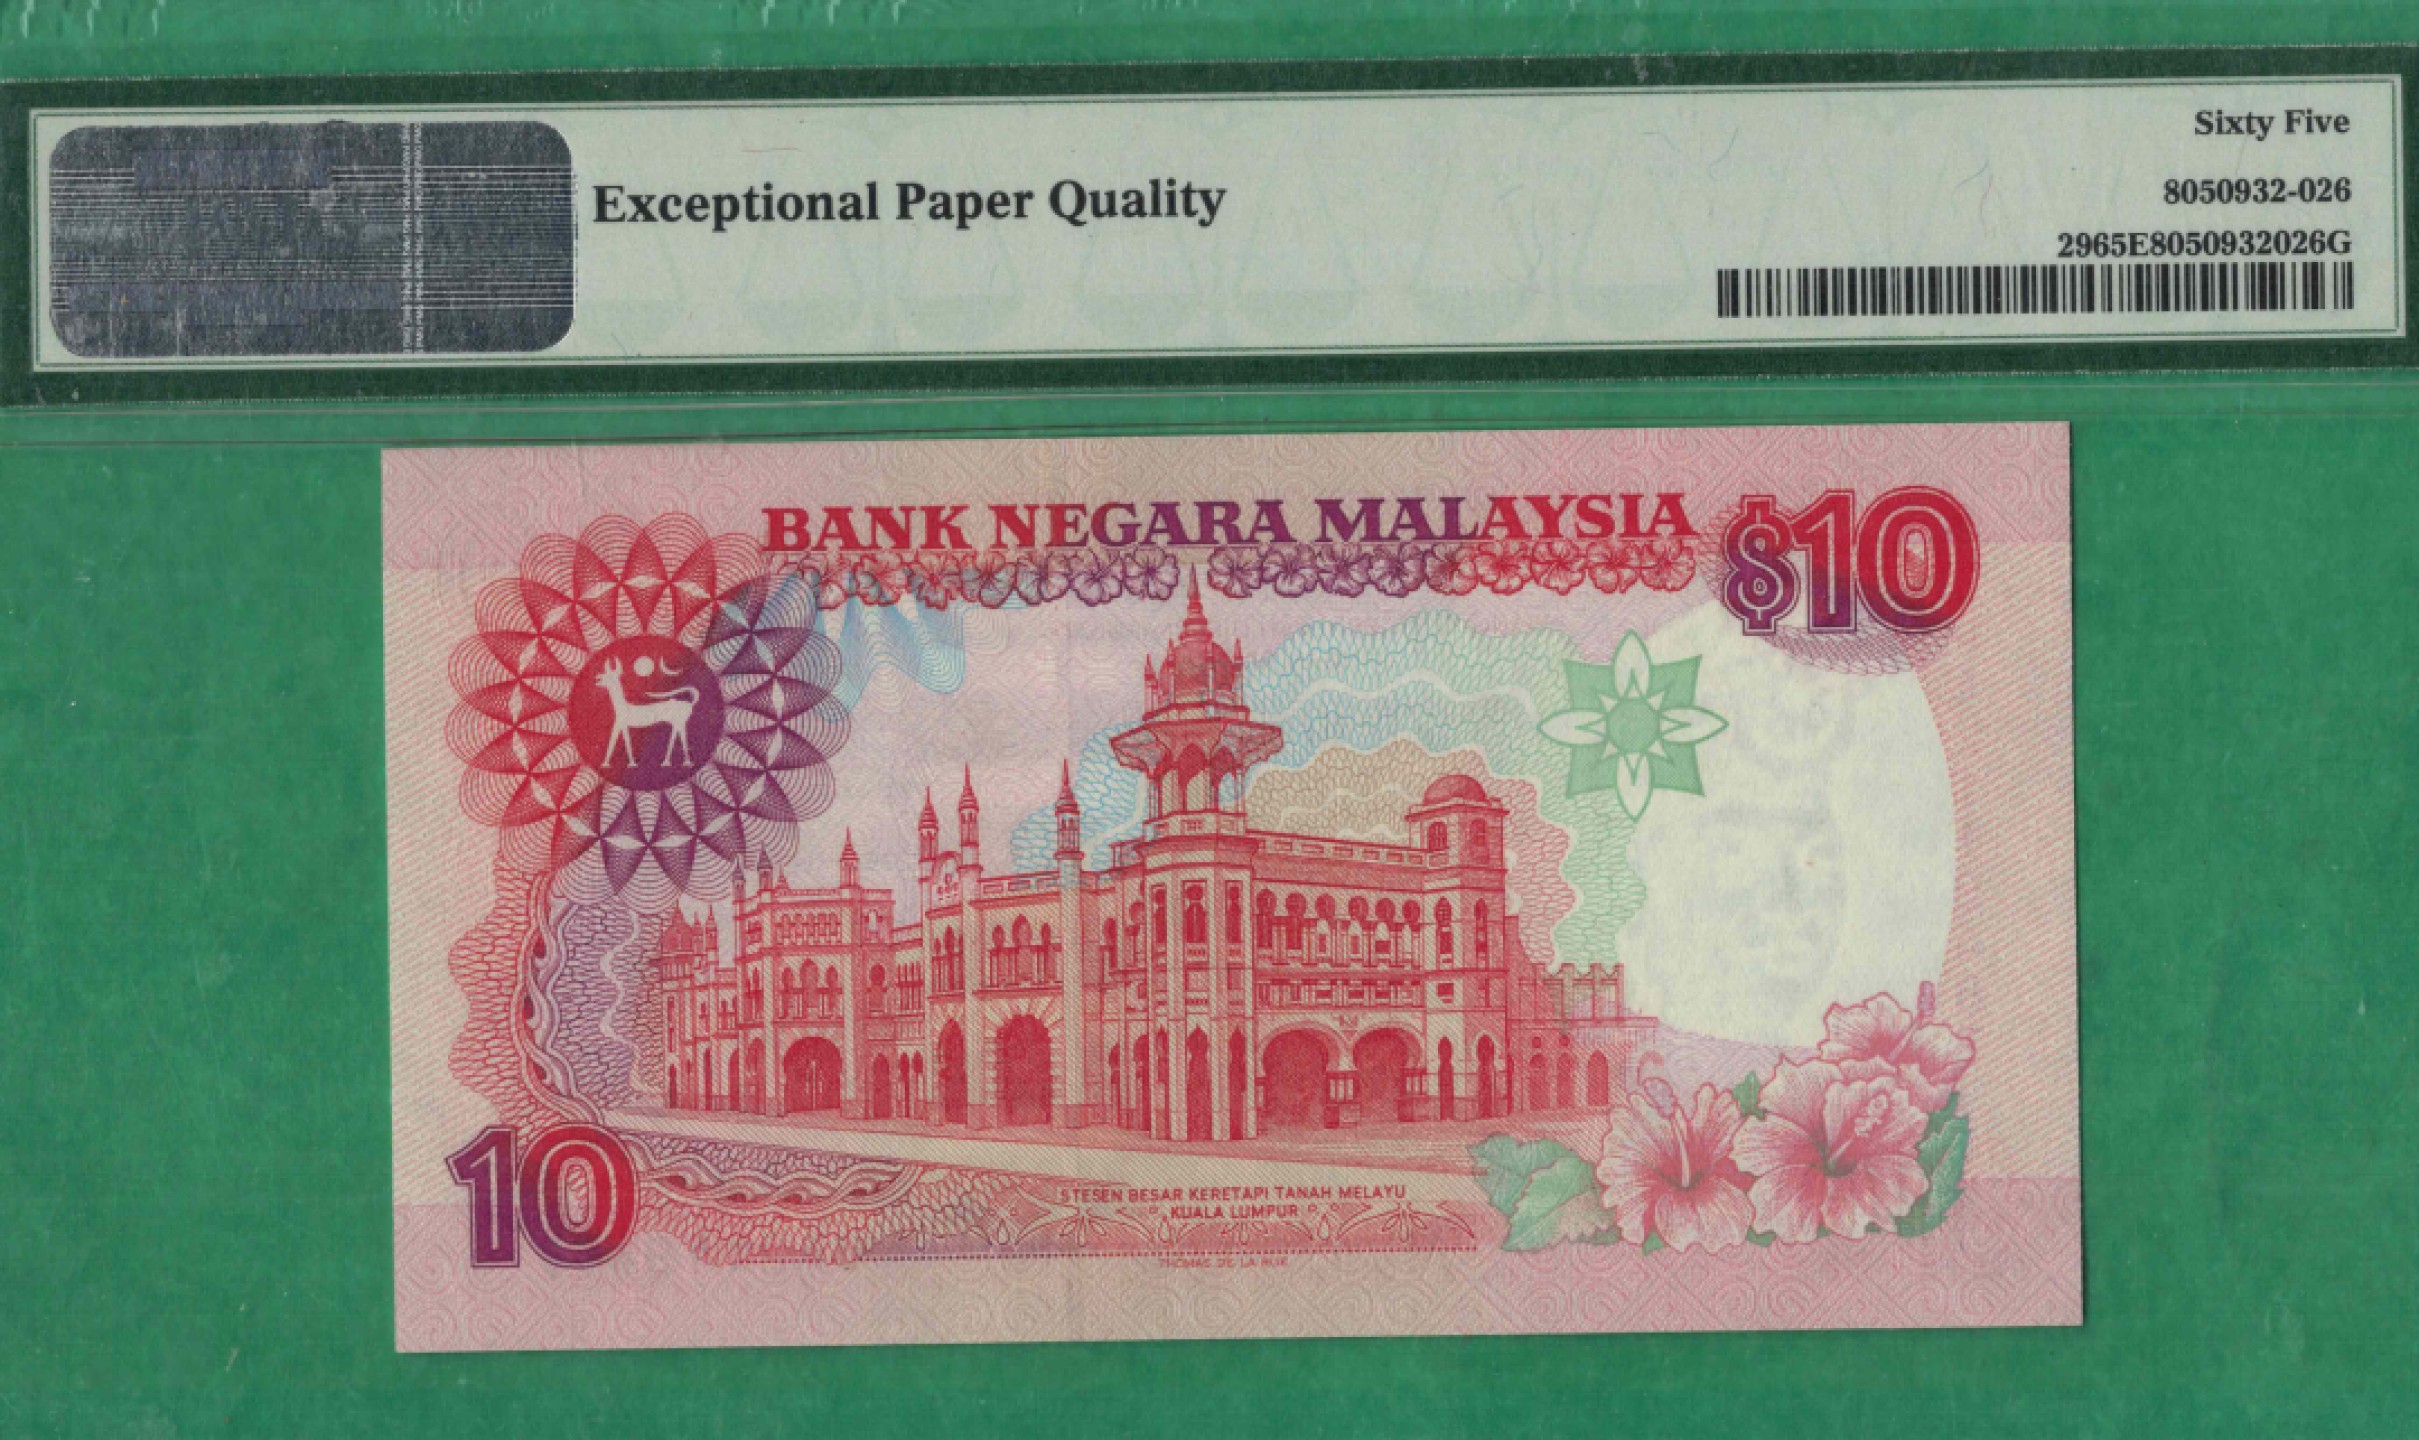 Sixty Five
Exceptional Paper Quality
8050932-026
2965E8050932026G
BANK NEGARA MALAYSIA
$10
10
STESEN BESAR KERETAPI TANAH MELAYU
KUALA LUMPUR
THOMAS DE LA RUE